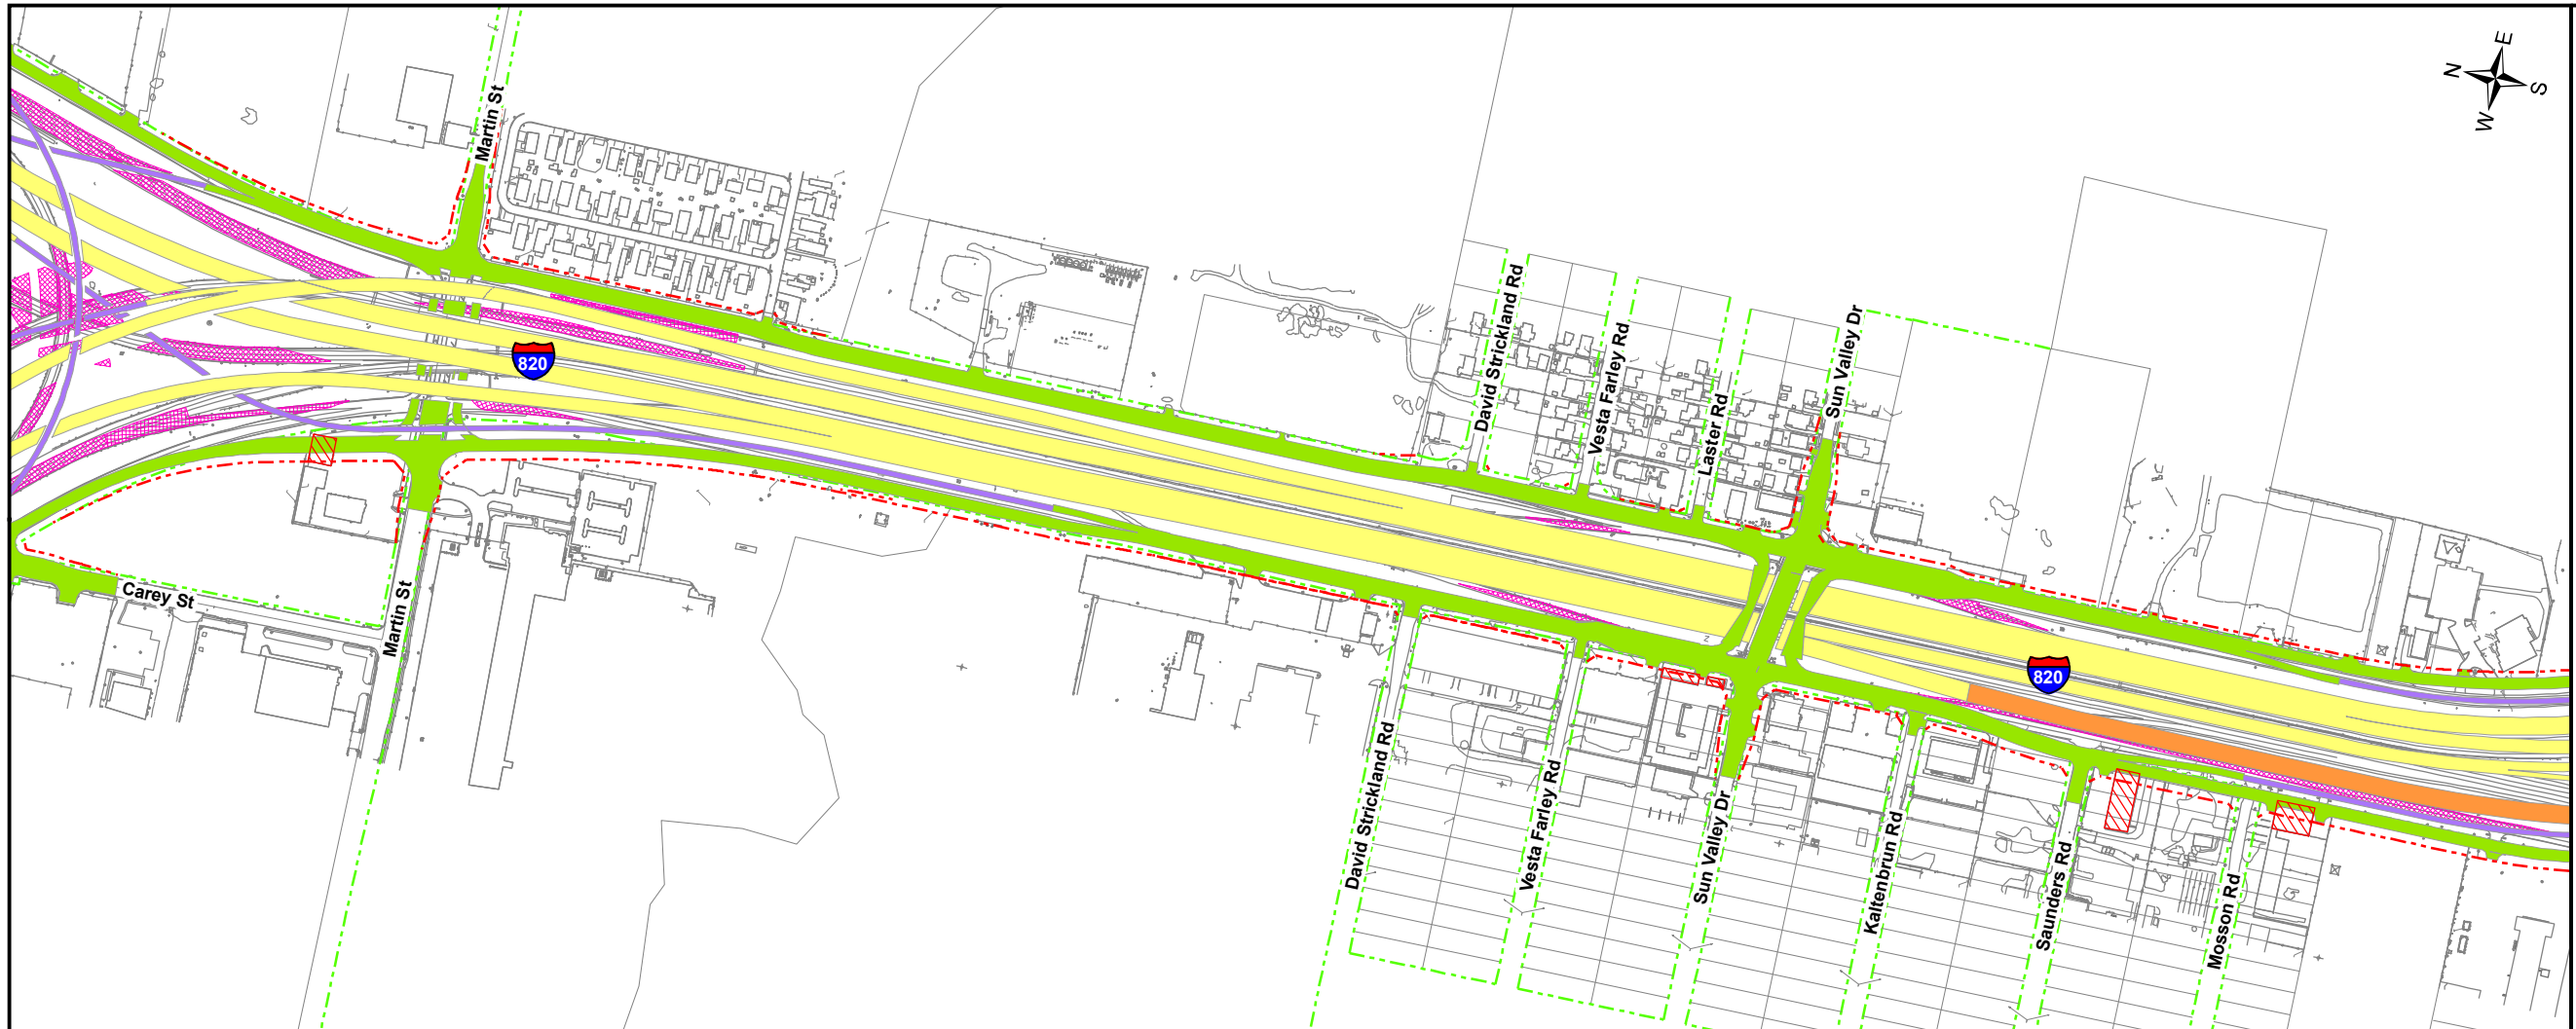 E
N
S
W
Martin St
820
David Strickland Rd
Vesta Farley Rd
Laster Rd
Sun Valley Dr
Carey St
Martin St
820
David Strickland Rd
Vesta Farley Rd
Sun Valley Dr
Kaltenbrun Rd
Saunders Rd
Mosson Rd